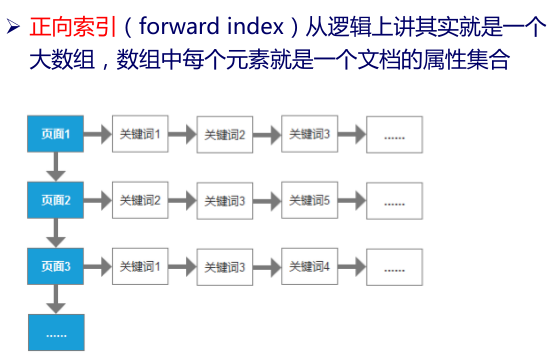 ➢ 正向索引（forward index）从逻辑上讲其实就是一个
大数组，数组中每个元素就是一个文档的属性集合
页面1 关键词1 关键词2 关键词3 ......
页面2 关键词2 关键词3 关键词5 ......
页面3 关键词1 关键词3 关键词4 ......
......